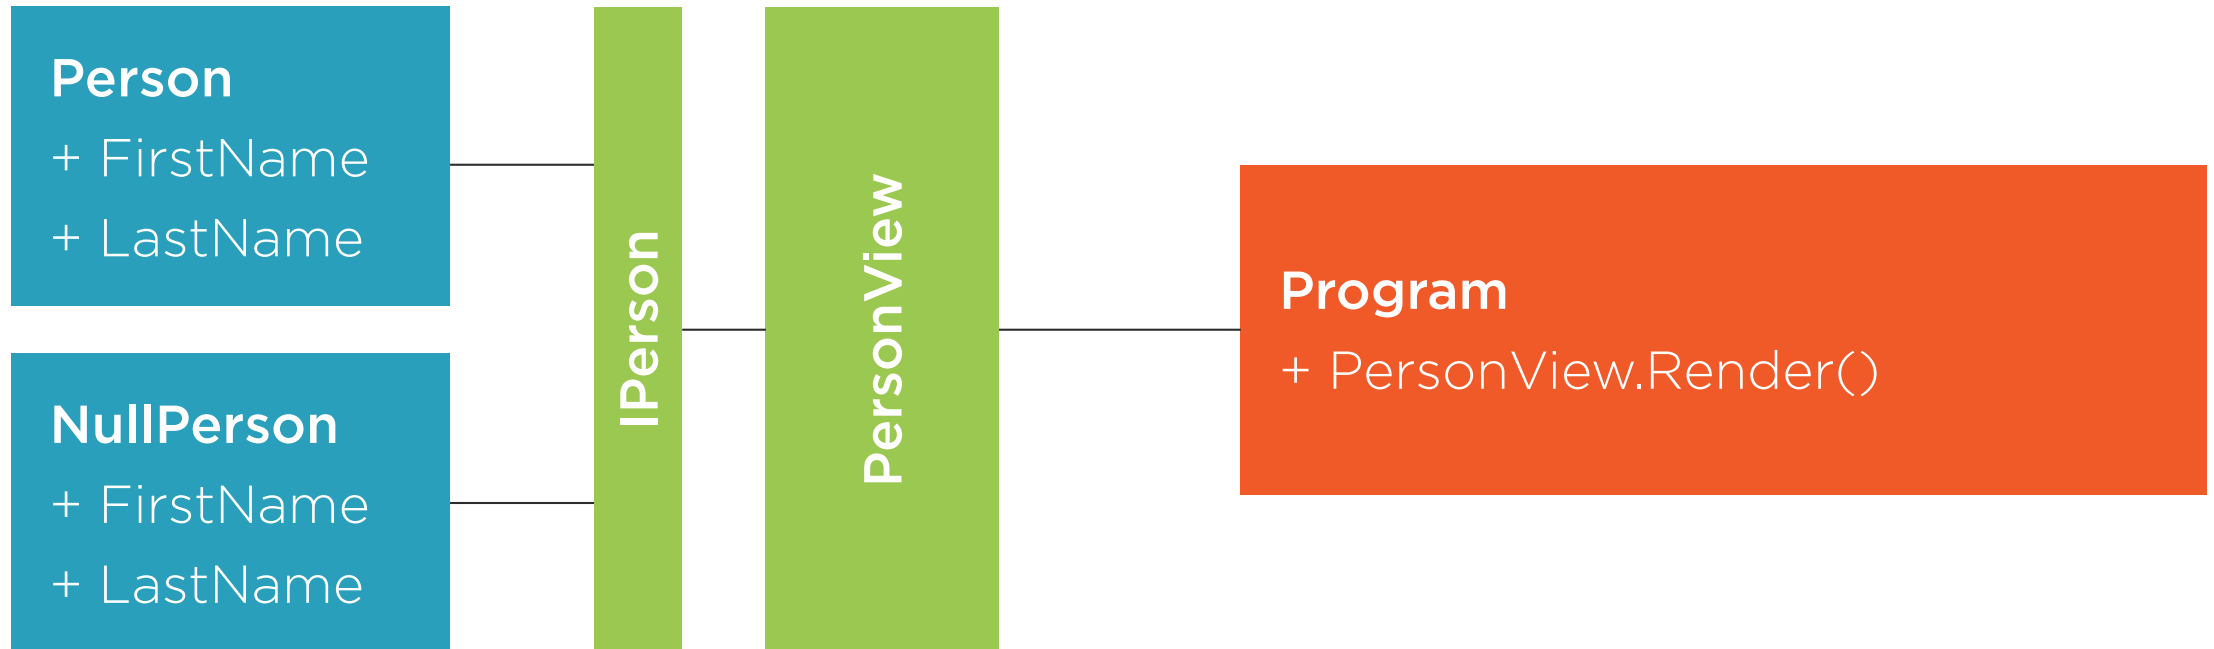 Person
+ FirstName
+ LastName
NullPerson
+ FirstName
+ LastName
IPerson
PersonView
Program
+ PersonView.Render()